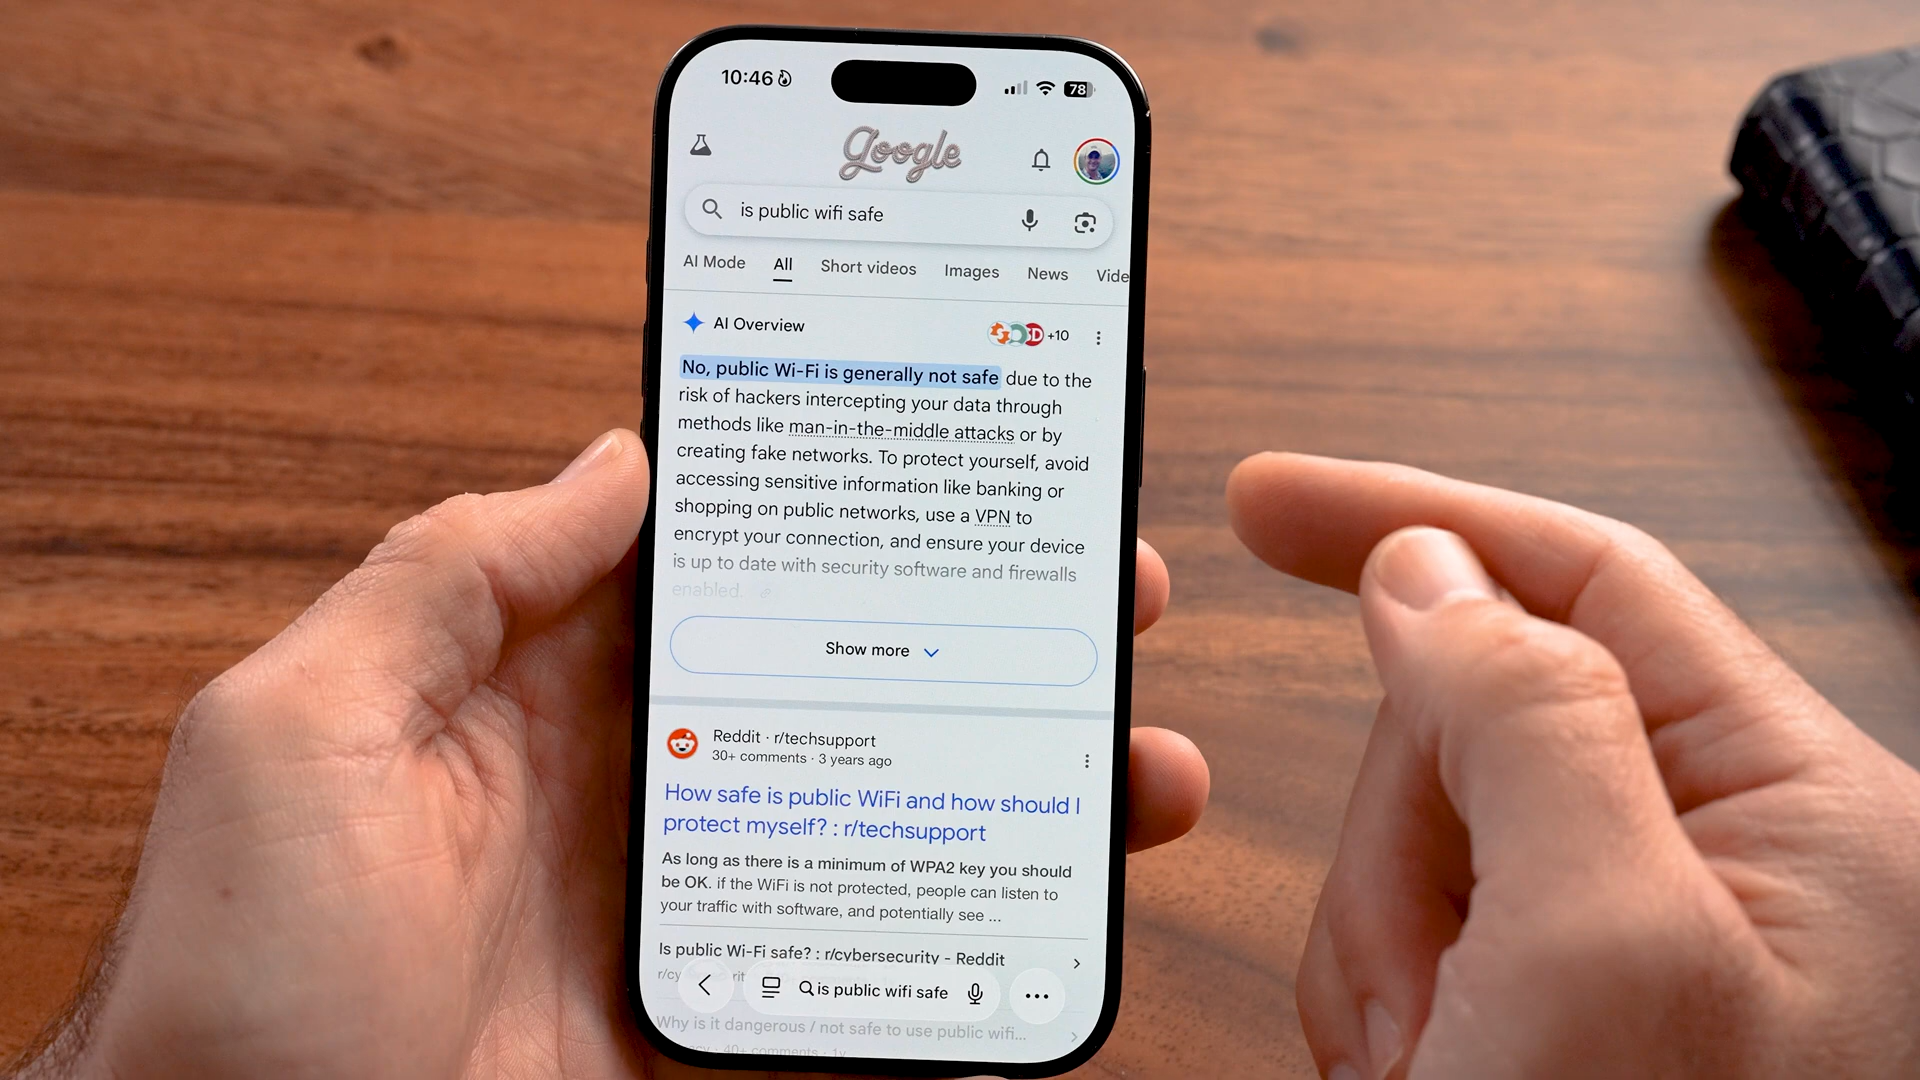 10:46
78
Google
is public wifi safe
AI Mode All Short videos Images News Vide
AI Overview
+10
No, public Wi-Fi is generally not safe due to the
risk of hackers intercepting your data through
methods like man-in-the-middle attacks or by
creating fake networks. To protect yourself, avoid
accessing sensitive information like banking or
shopping on public networks, use a VPN to
encrypt your connection, and ensure your device
is up to date with security software and firewalls
enabled.
Show more
Reddit · r/techsupport
30+ comments · 3 years ago
How safe is public WiFi and how should I
protect myself? : r/techsupport
As long as there is a minimum of WPA2 key you should
be OK. if the WiFi is not protected, people can listen to
your traffic with software, and potentially see ...
Is public Wi-Fi safe? : r/cybersecurity - Reddit
is public wifi safe
Why is it dangerous / not safe to use public wifi...
40+ comments · 1y